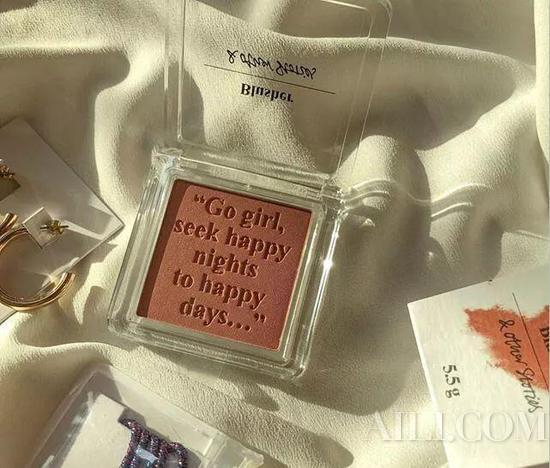 & other Stories
Blusher
"Go girl,
seek happy
nights
to happy
days..."
& other Stories
5.5g
AILI.COM